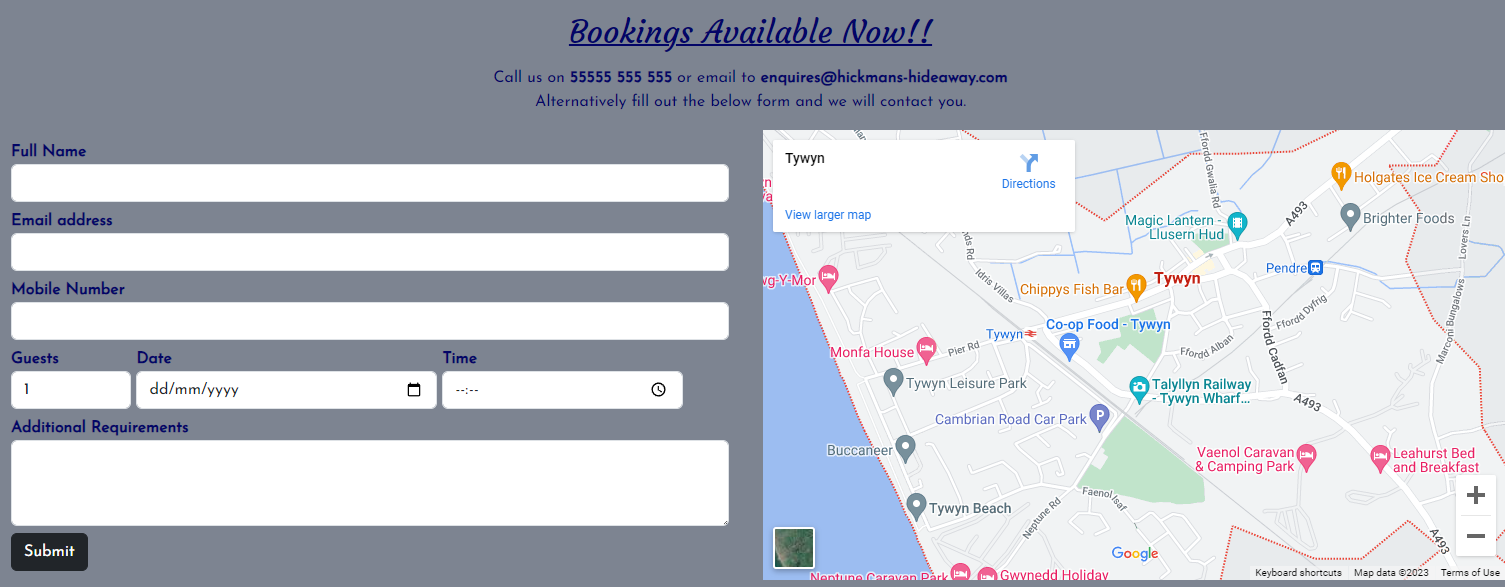 Bookings Available Now!!
Call us on 55555 555 555 or email to enquires@hickmans-hideaway.com
Alternatively fill out the below form and we will contact you.
Full Name
Email address
Mobile Number
Guests Date Time
1 dd/mm/yyyy --:--
Additional Requirements
Submit
Tywyn
Directions
View larger map
Ffordd Gwalia Rd
Holgates Ice Cream Sho
A493
Brighter Foods
Magic Lantern -
Llusern Hud
Lovers Ln
nds Rd
Idris Villas
Pendre
wg-Y-Mor
Tywyn
Chippys Fish Bar
Ffordd Dyfrig
Marconi Bungalows
Co-op Food - Tywyn
Tywyn
Ffordd Cadfan
Monfa House
Pier Rd
Ffordd Alban
Tywyn Leisure Park
Talyllyn Railway
- Tywyn Wharf...
A493
Cambrian Road Car Park
P
Buccaneer
Vaenol Caravan
& Camping Park
Leahurst Bed
and Breakfast
Faenol Isaf
Neptune Rd
Tywyn Beach
A493
Google
Neptune Caravan Park
Gwynedd Holiday
Keyboard shortcuts Map data ©2023 Terms of Use